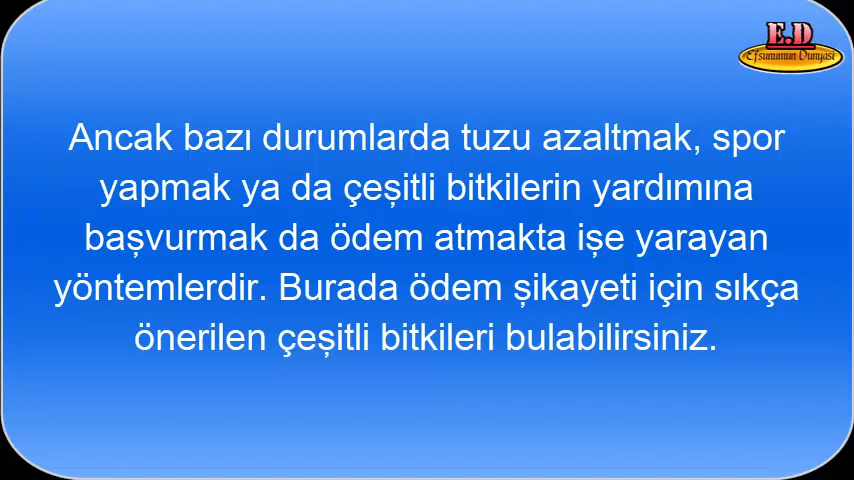 E.D
Efsunumun Dünyasi
Ancak bazı durumlarda tuzu azaltmak, spor
yapmak ya da çeşitli bitkilerin yardımına
başvurmak da ödem atmakta işe yarayan
yöntemlerdir. Burada ödem şikayeti için sıkça
önerilen çeşitli bitkileri bulabilirsiniz.